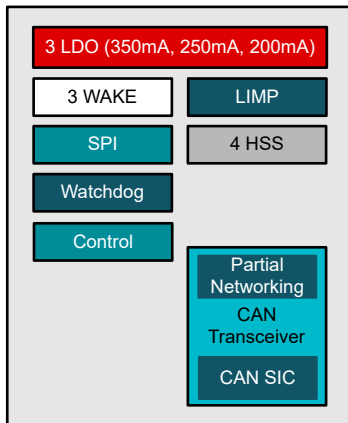 3 LDO (350mA, 250mA, 200mA)
3 WAKE
LIMP
SPI
4 HSS
Watchdog
Control
Partial
Networking
CAN
Transceiver
CAN SIC